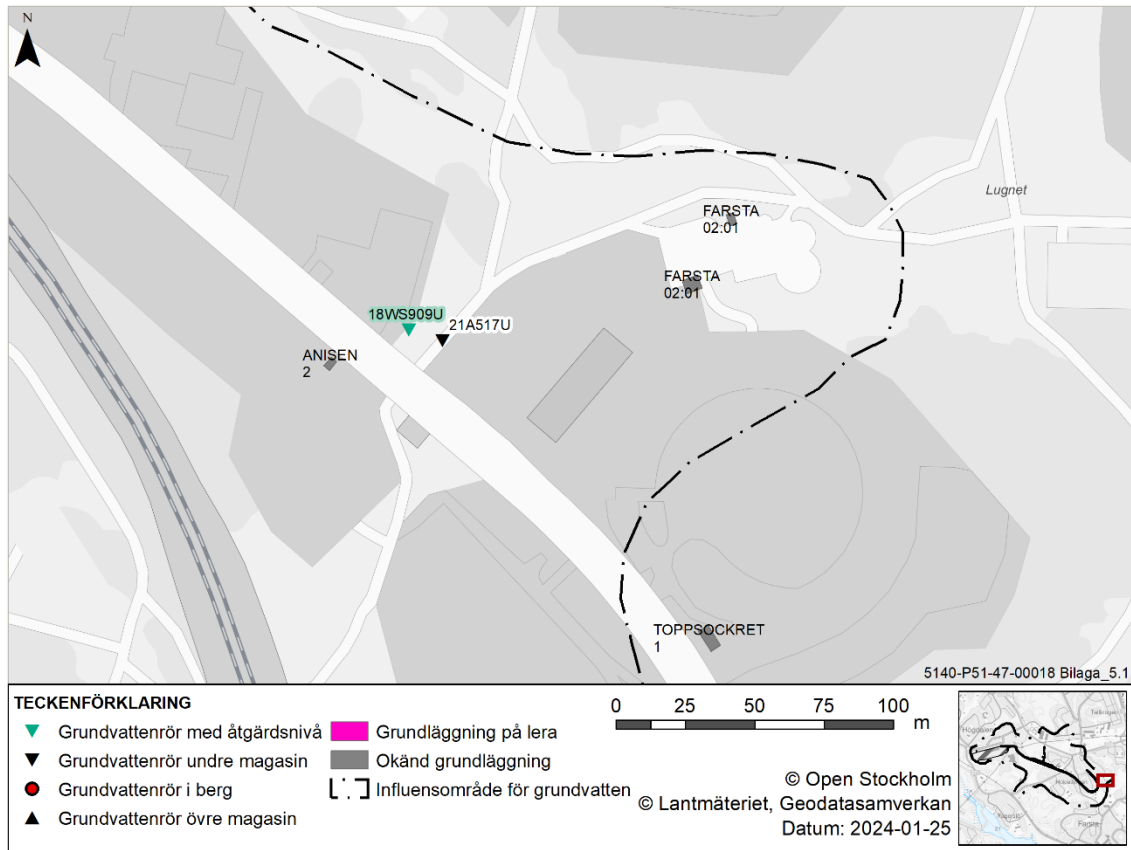 N
Lugnet
FARSTA
02:01
FARSTA
02:01
18WS909U
21A517U
ANISEN
2
TOPPSOCKRET
1
5140-P51-47-00018 Bilaga_5.1
TECKENFÖRKLARING
Grundvattenrör med åtgärdsnivå
Grundvattenrör undre magasin
Grundvattenrör i berg
Grundvattenrör övre magasin
Grundläggning på lera
Okänd grundläggning
Influensområde för grundvatten
0 25 50 75 100
m
© Open Stockholm
© Lantmäteriet, Geodatasamverkan
Datum: 2024-01-25
Farsta